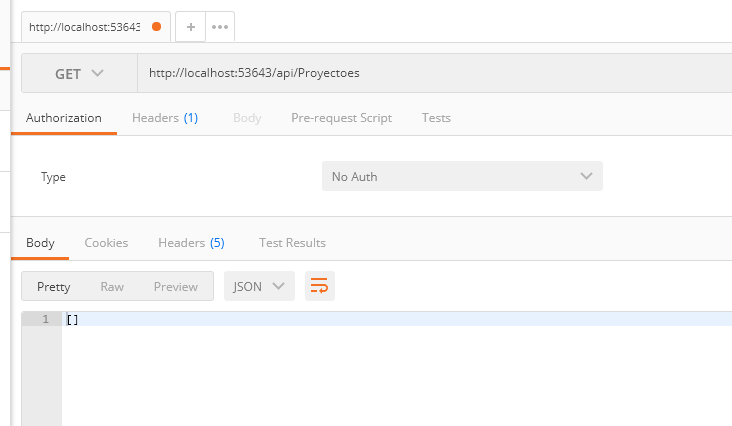 http://localhost:53643
GET http://localhost:53643/api/Proyectoes
Authorization Headers (1) Body Pre-request Script Tests
Type No Auth
Body Cookies Headers (5) Test Results
Pretty Raw Preview JSON
1 []